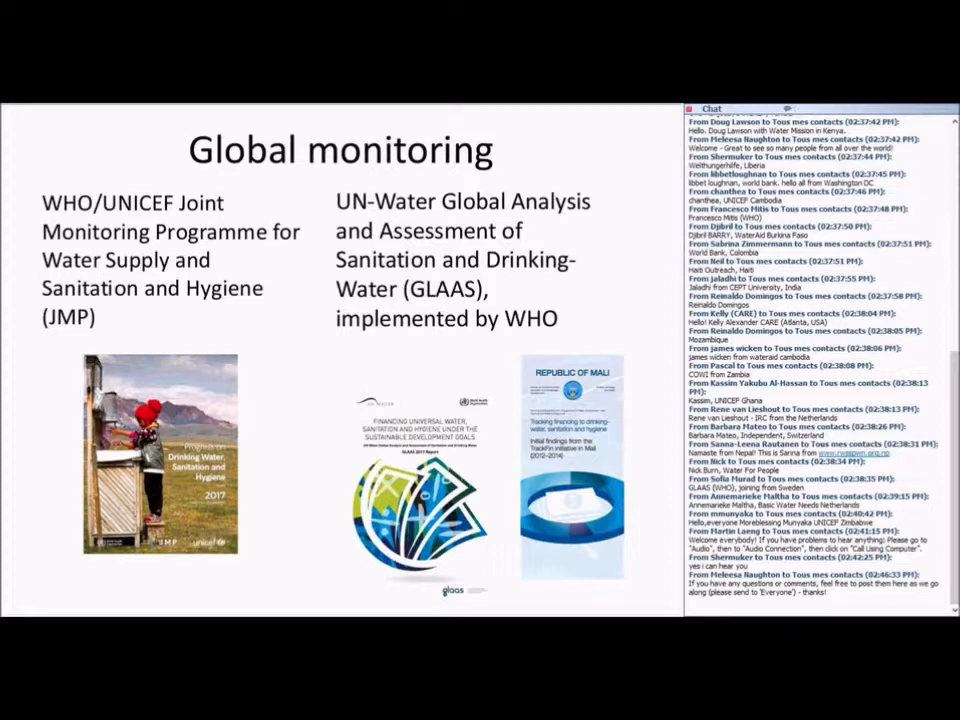 Global monitoring
WHO/UNICEF Joint
Monitoring Programme for
Water Supply and
Sanitation and Hygiene
(JMP)
UN-Water Global Analysis
and Assessment of
Sanitation and Drinking-
Water (GLAAS),
implemented by WHO
Progress on
Drinking Water,
Sanitation and
Hygiene
2017
JMP
unicef
FINANCING UNIVERSAL WATER,
SANITATION AND HYGIENE UNDER THE
SUSTAINABLE DEVELOPMENT GOALS
GLAAS 2017 Report
glaas
REPUBLIC OF MALI
Tracking financing to drinking-
water, sanitation and hygiene
Initial findings from the
TrackFin initiative in Mali
(2012–2014)
Chat
From Doug Lawson to Tous mes contacts (02:37:42 PM):
Hello. Doug Lawson with Water Mission in Kenya.
From Meleesa Naughton to Tous mes contacts (02:37:42 PM):
Welcome - Great to see so many people from all over the world!
From Shermuker to Tous mes contacts (02:37:44 PM):
Welthungerhilfe, Liberia
From libbetloughnan to Tous mes contacts (02:37:45 PM):
libbet loughnan, world bank. hello all from Washington DC
From chanthea to Tous mes contacts (02:37:46 PM):
chanthea, UNICEF Cambodia
From Francesco Mitis to Tous mes contacts (02:37:48 PM):
Francesco Mitis (WHO)
From Djibril to Tous mes contacts (02:37:50 PM):
Djibril BARRY, WaterAid Burkina Faso
From Sabrina Zimmermann to Tous mes contacts (02:37:51 PM):
World Bank, Colombia
From Neil to Tous mes contacts (02:37:51 PM):
Haiti Outreach, Haiti
From jaladhi to Tous mes contacts (02:37:55 PM):
Jaladhi from CEPT University, India
From Reinaldo Domingos to Tous mes contacts (02:37:58 PM):
Reinaldo Domingos
From Kelly (CARE) to Tous mes contacts (02:38:04 PM):
Hello! Kelly Alexander CARE (Atlanta, USA)
From Reinaldo Domingos to Tous mes contacts (02:38:05 PM):
Mozambique
From james wicken to Tous mes contacts (02:38:06 PM):
james wicken from wateraid cambodia
From Pascal to Tous mes contacts (02:38:08 PM):
COWI from Zambia
From Kassim Yakubu Al-Hassan to Tous mes contacts (02:38:13
PM):
Kassim, UNICEF Ghana
From Rene van Lieshout to Tous mes contacts (02:38:13 PM):
Rene van Lieshout - IRC from the Netherlands
From Barbara Mateo to Tous mes contacts (02:38:26 PM):
Barbara Mateo, Independent, Switzerland
From Sanna-Leena Rautanen to Tous mes contacts (02:38:31 PM):
Namaste from Nepal! This is Sanna from www.rwsspwn.org.np
From Nick to Tous mes contacts (02:38:34 PM):
Nick Burn, Water For People
From Sofia Murad to Tous mes contacts (02:38:35 PM):
GLAAS (WHO), joining from Sweden
From Annemarieke Maltha to Tous mes contacts (02:39:15 PM):
Annemarieke Maltha, Basic Water Needs Netherlands
From mmunyaka to Tous mes contacts (02:40:42 PM):
Hello,everyone Moreblessing Munyaka UNICEF Zimbabwe
From Martin Laeng to Tous mes contacts (02:41:15 PM):
Welcome everybody! If you have problems to hear anything: Please go to
"Audio", then to "Audio Connection", then click on "Call Using Computer".
From Shermuker to Tous mes contacts (02:42:25 PM):
yes i can hear you
From Meleesa Naughton to Tous mes contacts (02:46:33 PM):
If you have any questions or comments, feel free to post them here as we go
along (please send to 'Everyone') - thanks!